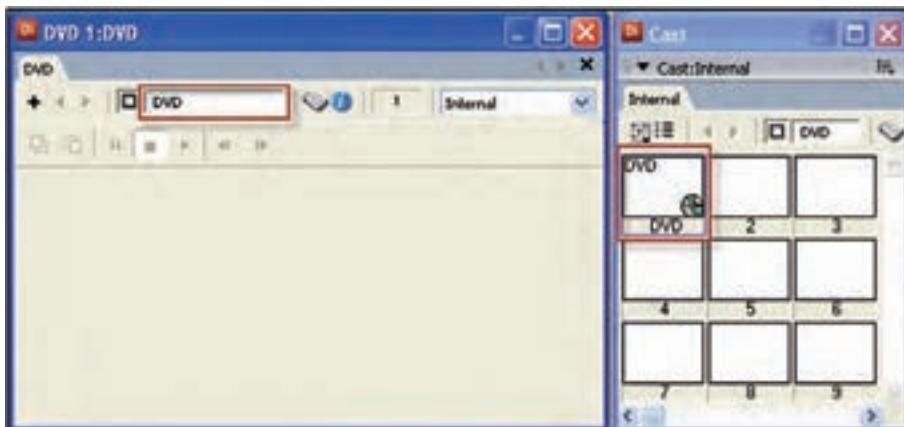 DVD 1:DVD
DVD
DVD
1
Internal
Cast
Cast:Internal
Internal
DVD
DVD
DVD
2
3
4
5
6
7
8
9